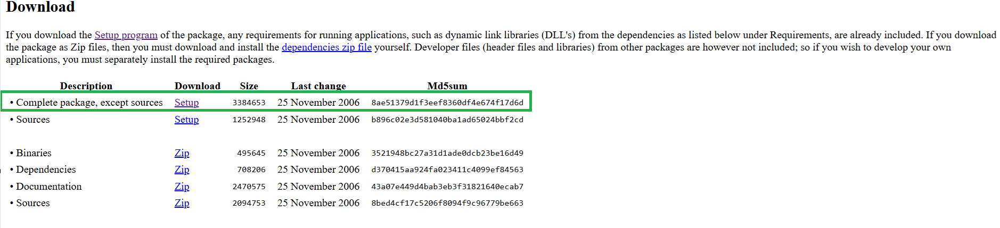 Download
If you download the Setup program of the package, any requirements for running applications, such as dynamic link libraries (DLL's) from the dependencies as listed below under Requirements, are already included. If you download
the package as Zip files, then you must download and install the dependencies zip file yourself. Developer files (header files and libraries) from other packages are however not included; so if you wish to develop your own
applications, you must separately install the required packages.
Description Download Size Last change Md5sum
• Complete package, except sources Setup 3384653 25 November 2006 8ae51379d1f3eef8360df4e674f17d6d
• Sources Setup 1252948 25 November 2006 b896c02e3d581040ba1ad65024bbf2cd
• Binaries Zip 495645 25 November 2006 3521948bc27a31d1ade0dcb23be16d49
• Dependencies Zip 708206 25 November 2006 d370415aa924fa023411c4099ef84563
• Documentation Zip 2470575 25 November 2006 43a07e449d4bab3eb3f31821640ecab7
• Sources Zip 2094753 25 November 2006 8bed4cf17c5206f8094f9c96779be663